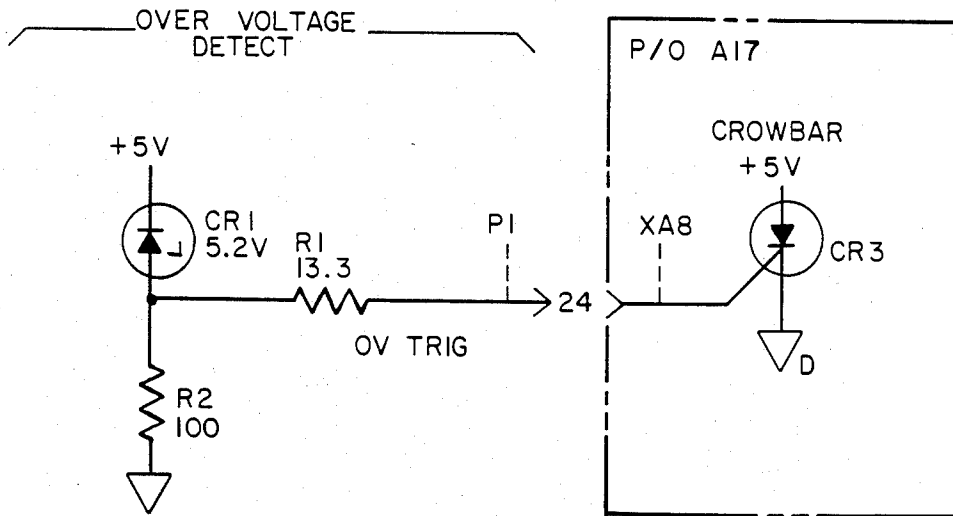 OVER VOLTAGE
DETECT
P/O A17
+5V
CR1
5.2V
R1
13.3
P1
24
OV TRIG
R2
100
XA8
CROWBAR
+5V
CR3
D